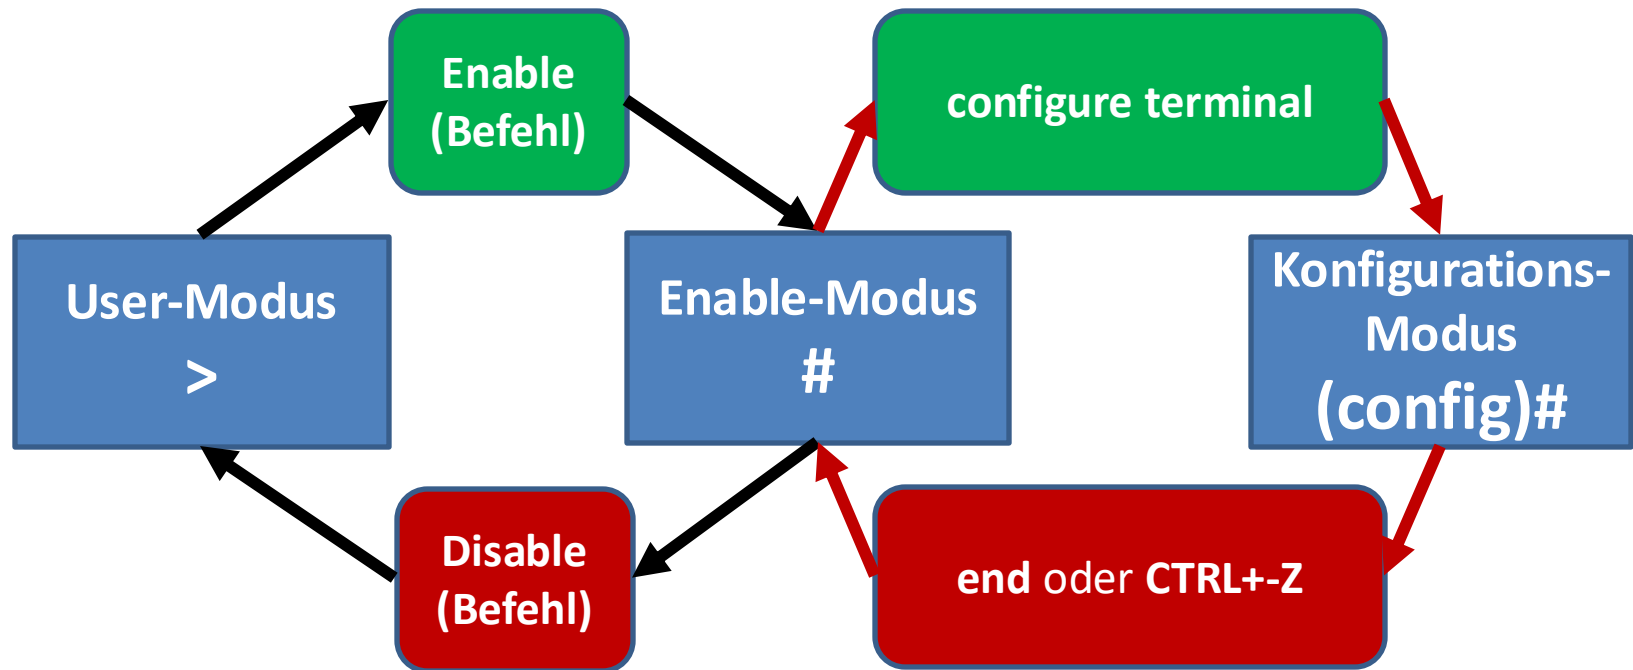 Enable
(Befehl)
configure terminal
User-Modus
>
Enable-Modus
#
Konfigurations-
Modus
(config)#
Disable
(Befehl)
end oder CTRL+-Z